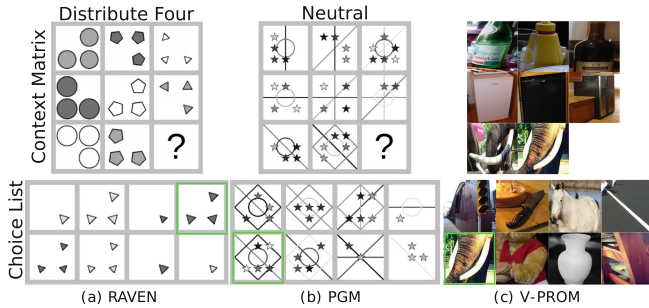 Distribute Four
Neutral
Context Matrix
?
?
Choice List
(a) RAVEN
(b) PGM
(c) V-PROM